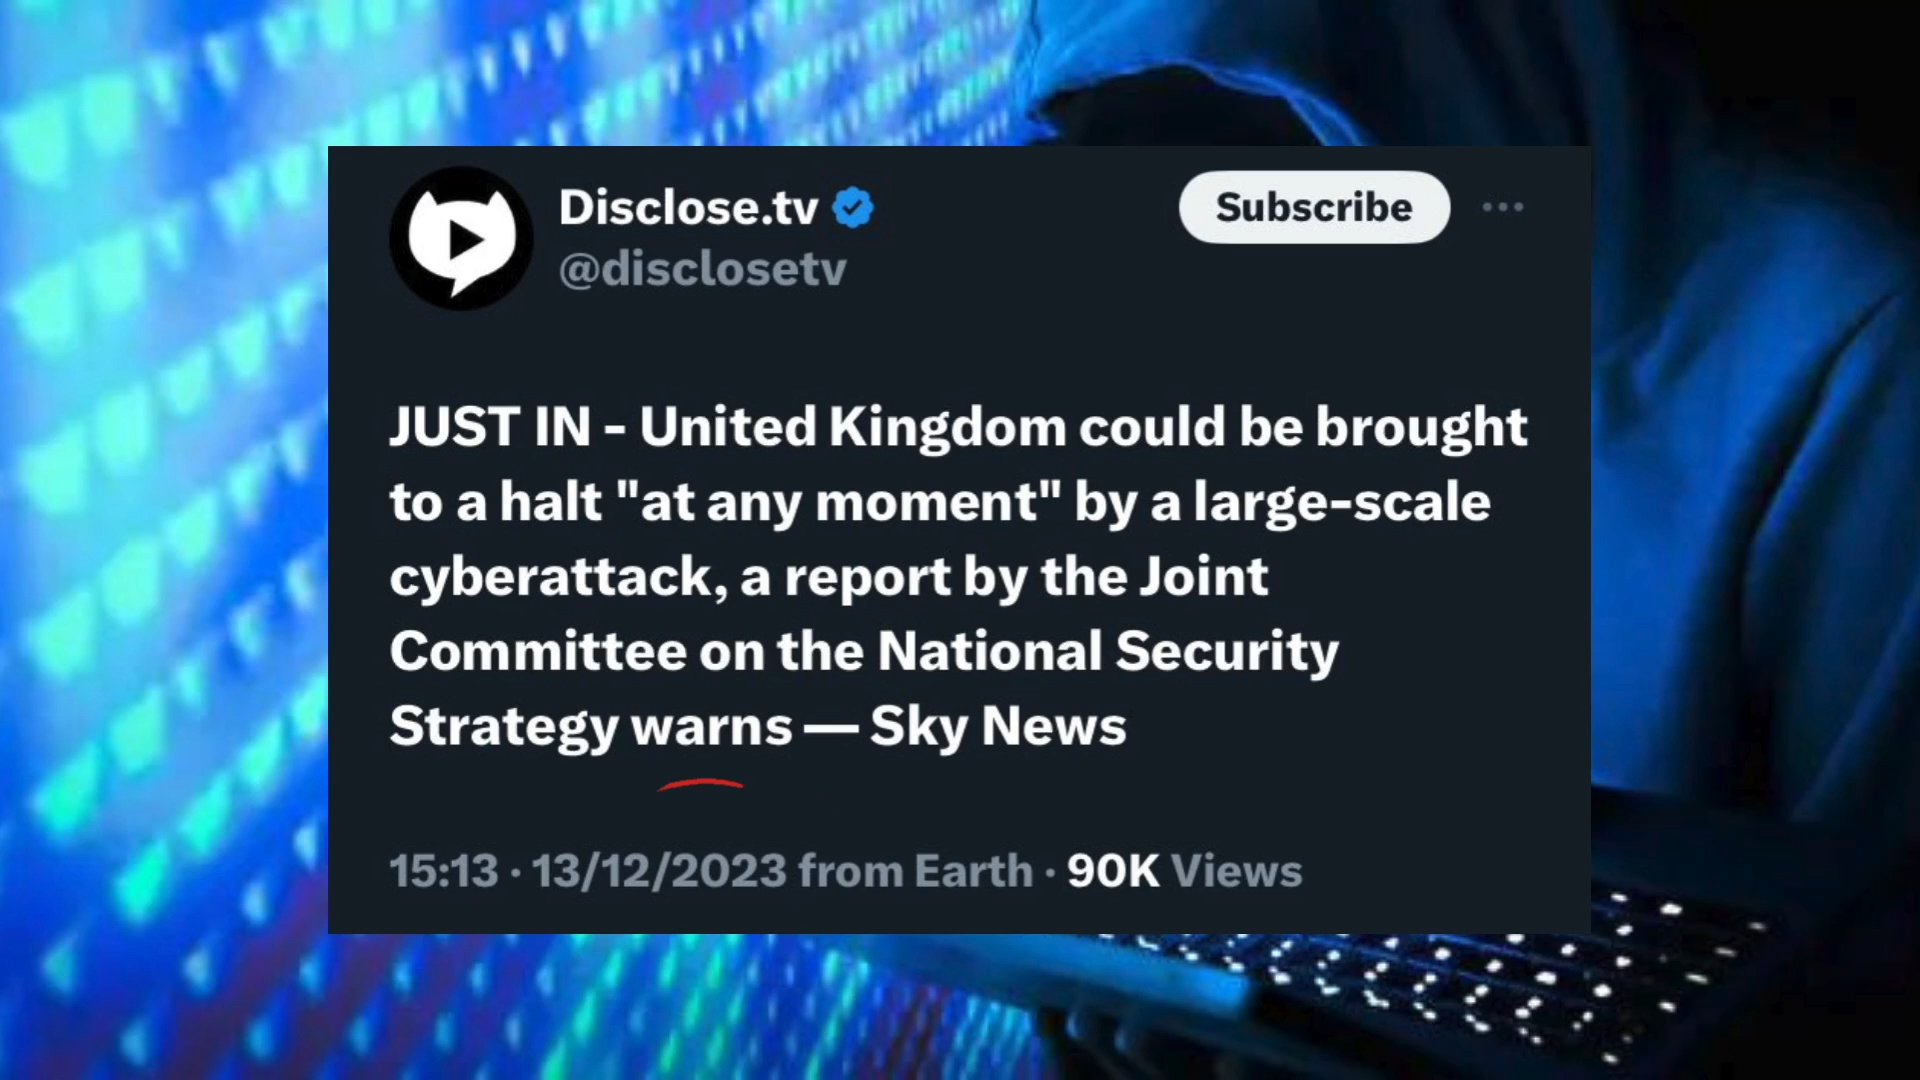 Disclose.tv
Subscribe
@disclosetv
JUST IN - United Kingdom could be brought
to a halt "at any moment" by a large-scale
cyberattack, a report by the Joint
Committee on the National Security
Strategy warns — Sky News
15:13 · 13/12/2023 from Earth · 90K Views